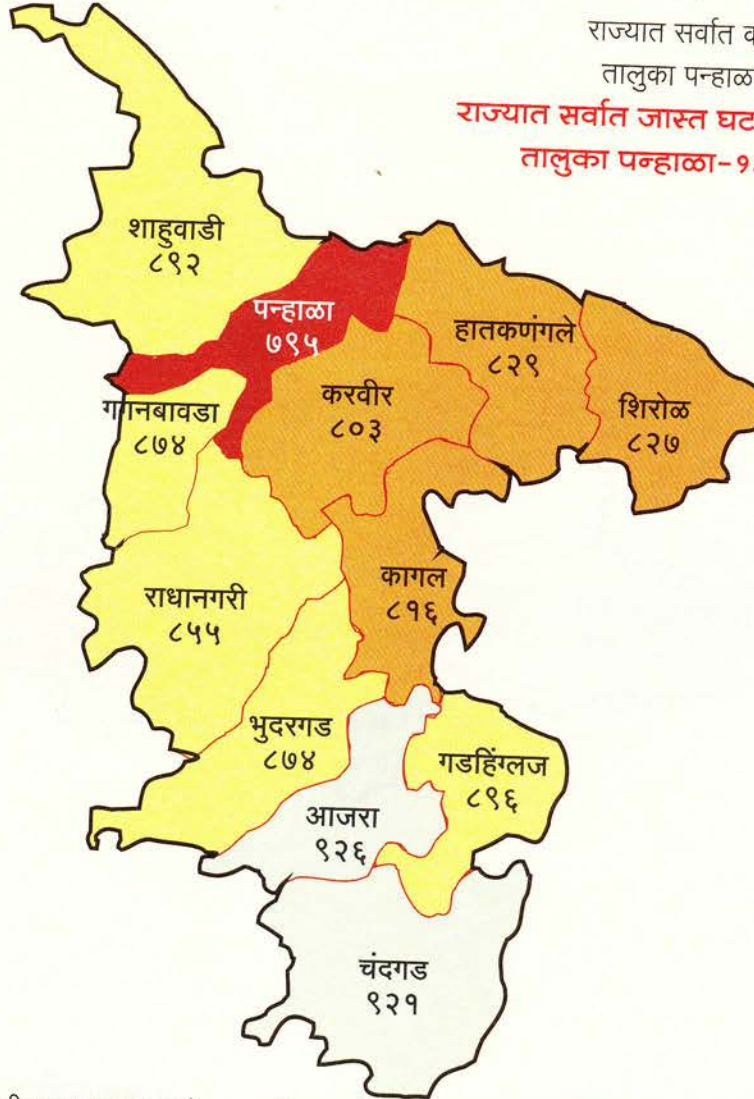 राज्यात सर्वात
तालुका पन्हाळा
राज्यात सर्वात जास्त घट
तालुका पन्हाळा-१
शाहुवाडी
८९२
पन्हाळा
७९५
हातकणंगले
८२९
करवीर
८०३
शिरोळ
८२७
गगनबावडा
८७४
कागल
८१६
राधानगरी
८५५
भुदरगड
८७४
गडहिंग्लज
८९६
आजरा
९२६
चंदगड
९२१